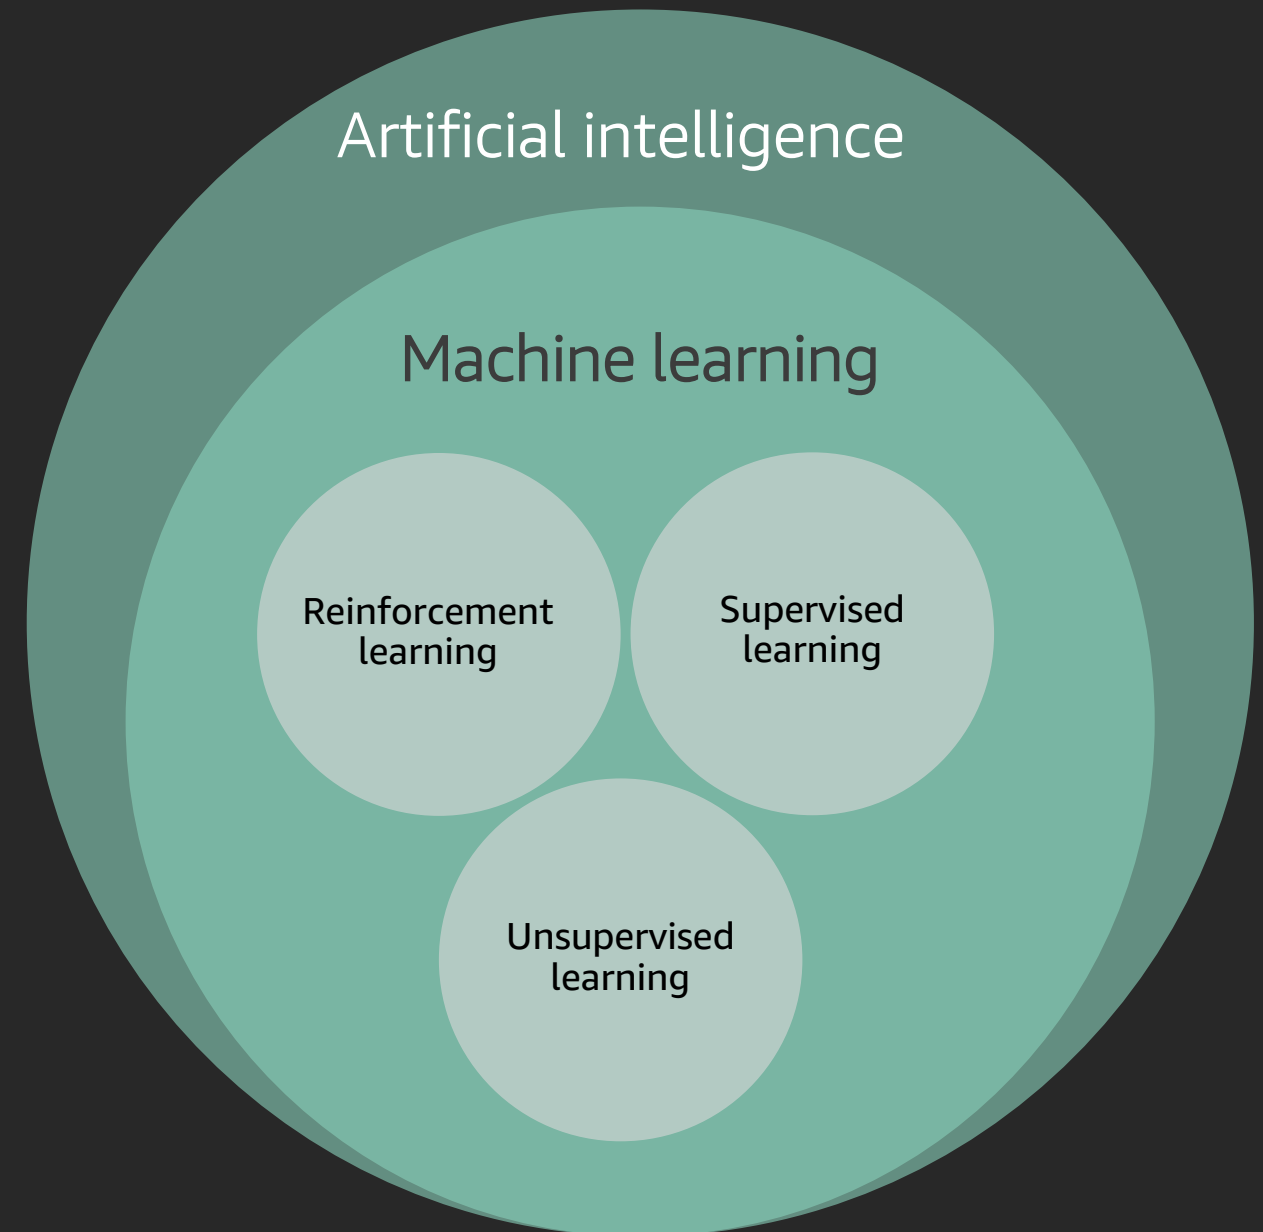 Artificial intelligence
Machine learning
Reinforcement
learning
Supervised
learning
Unsupervised
learning